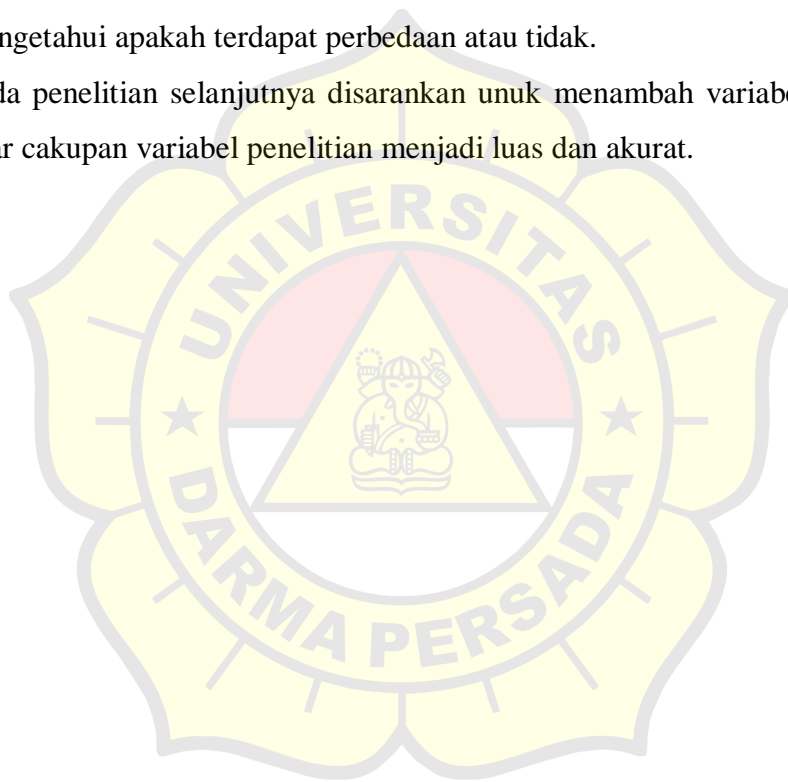 ngetahui apakah terdapat perbedaan atau tidak.
da penelitian selanjutnya disarankan unuk menambah variabe
ar cakupan variabel penelitian menjadi luas dan akurat.
UNIVERSITAS
DARMA PERSADA